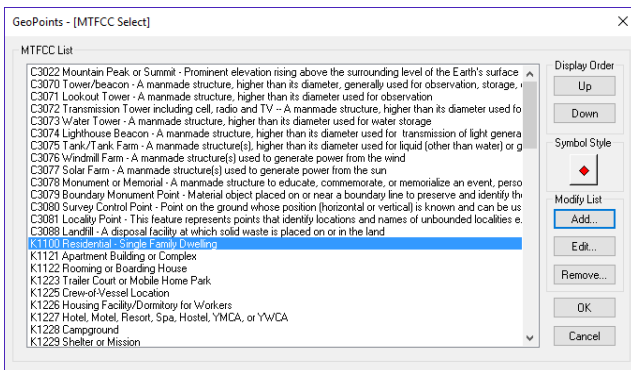 GeoPoints - [MTFCC Select]
MTFCC List
C3022 Mountain Peak or Summit - Prominent elevation rising above the surrounding level of the Earth's surface
C3070 Tower/beacon - A manmade structure, higher than its diameter, generally used for observation, storage,
C3071 Lookout Tower - A manmade structure, higher than its diameter used for observation
C3072 Transmission Tower including cell, radio and TV -- A manmade structure, higher than its diameter used fo
C3073 Water Tower - A manmade structure, higher than its diameter used for water storage
C3074 Lighthouse Beacon - A manmade structure, higher than its diameter used for  transmission of light genera
C3075 Tank/Tank Farm - A manmade structure(s), higher than its diameter used for liquid (other than water) or g
C3076 Windmill Farm - A manmade structure(s) used to generate power from the wind
C3077 Solar Farm - A manmade structure(s) used to generate power from the sun
C3078 Monument or Memorial - A manmade structure to educate, commemorate, or memorialize an event, perso
C3079 Boundary Monument Point - Material object placed on or near a boundary line to preserve and identify the
C3080 Survey Control Point - Point on the ground whose position (horizontal or vertical) is known and can be us
C3081 Locality Point - This feature represents points that identify locations and names of unbounded localities e.
C3088 Landfill - A disposal facility at which solid waste is placed on or in the land
K1100 Residential - Single Family Dwelling
K1121 Apartment Building or Complex
K1122 Rooming or Boarding House
K1223 Trailer Court or Mobile Home Park
K1225 Crew-of-Vessel Location
K1226 Housing Facility/Dormitory for Workers
K1227 Hotel, Motel, Resort, Spa, Hostel, YMCA, or YWCA
K1228 Campground
K1229 Shelter or Mission
Display Order
Up
Down
Symbol Style
Modify List
Add...
Edit...
Remove...
OK
Cancel